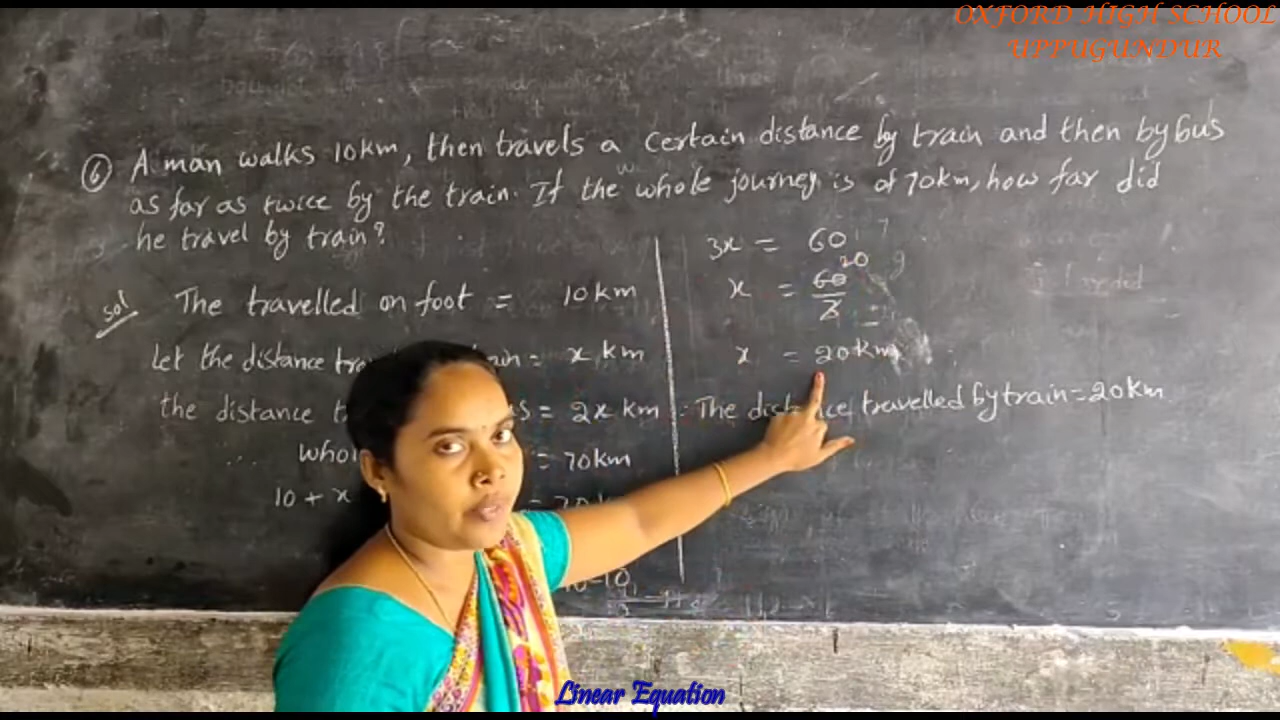 OXFORD HIGH SCHOOL
UPPUGUNDUR
6 A man walks 10km, then travels a certain distance by train and then by bus
as far as twice by the train. If the whole journey is of 70km, how far did
he travel by train?
Sol
The travelled on foot = 10km
Let the distance = x km
the distance = 2x km
∴ = 70km
10 + x
3x = 60
20
x = 60/3
x = 20km
∴ The distance travelled by train = 20km
Linear Equation